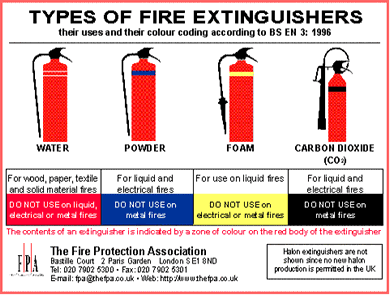 TYPES OF FIRE EXTINGUISHERS
their uses and their colour coding according to BS EN 3: 1996
WATER
POWDER
FOAM
CARBON DIOXIDE
(CO2)
For wood, paper, textile
and solid material fires
For liquid and
electrical fires
For use on liquid fires
For liquid and
electrical fires
DO NOT USE on liquid,
electrical or metal fires
DO NOT USE on
metal fires
DO NOT USE on
electrical or metal fires
DO NOT USE on
metal fires
The contents of an extinguisher is indicated by a zone of colour on the red body of the extinguisher
FPA
The Fire Protection Association
Bastille Court 2 Paris Garden London SE1 8ND
Tel: 020 7902 5300 • Fax: 020 7902 5301
E-mail: fpa@thefpa.co.uk • Web: http://www.thefpa.co.uk
Halon extinguishers are not
shown since no new halon
production is permitted in the UK